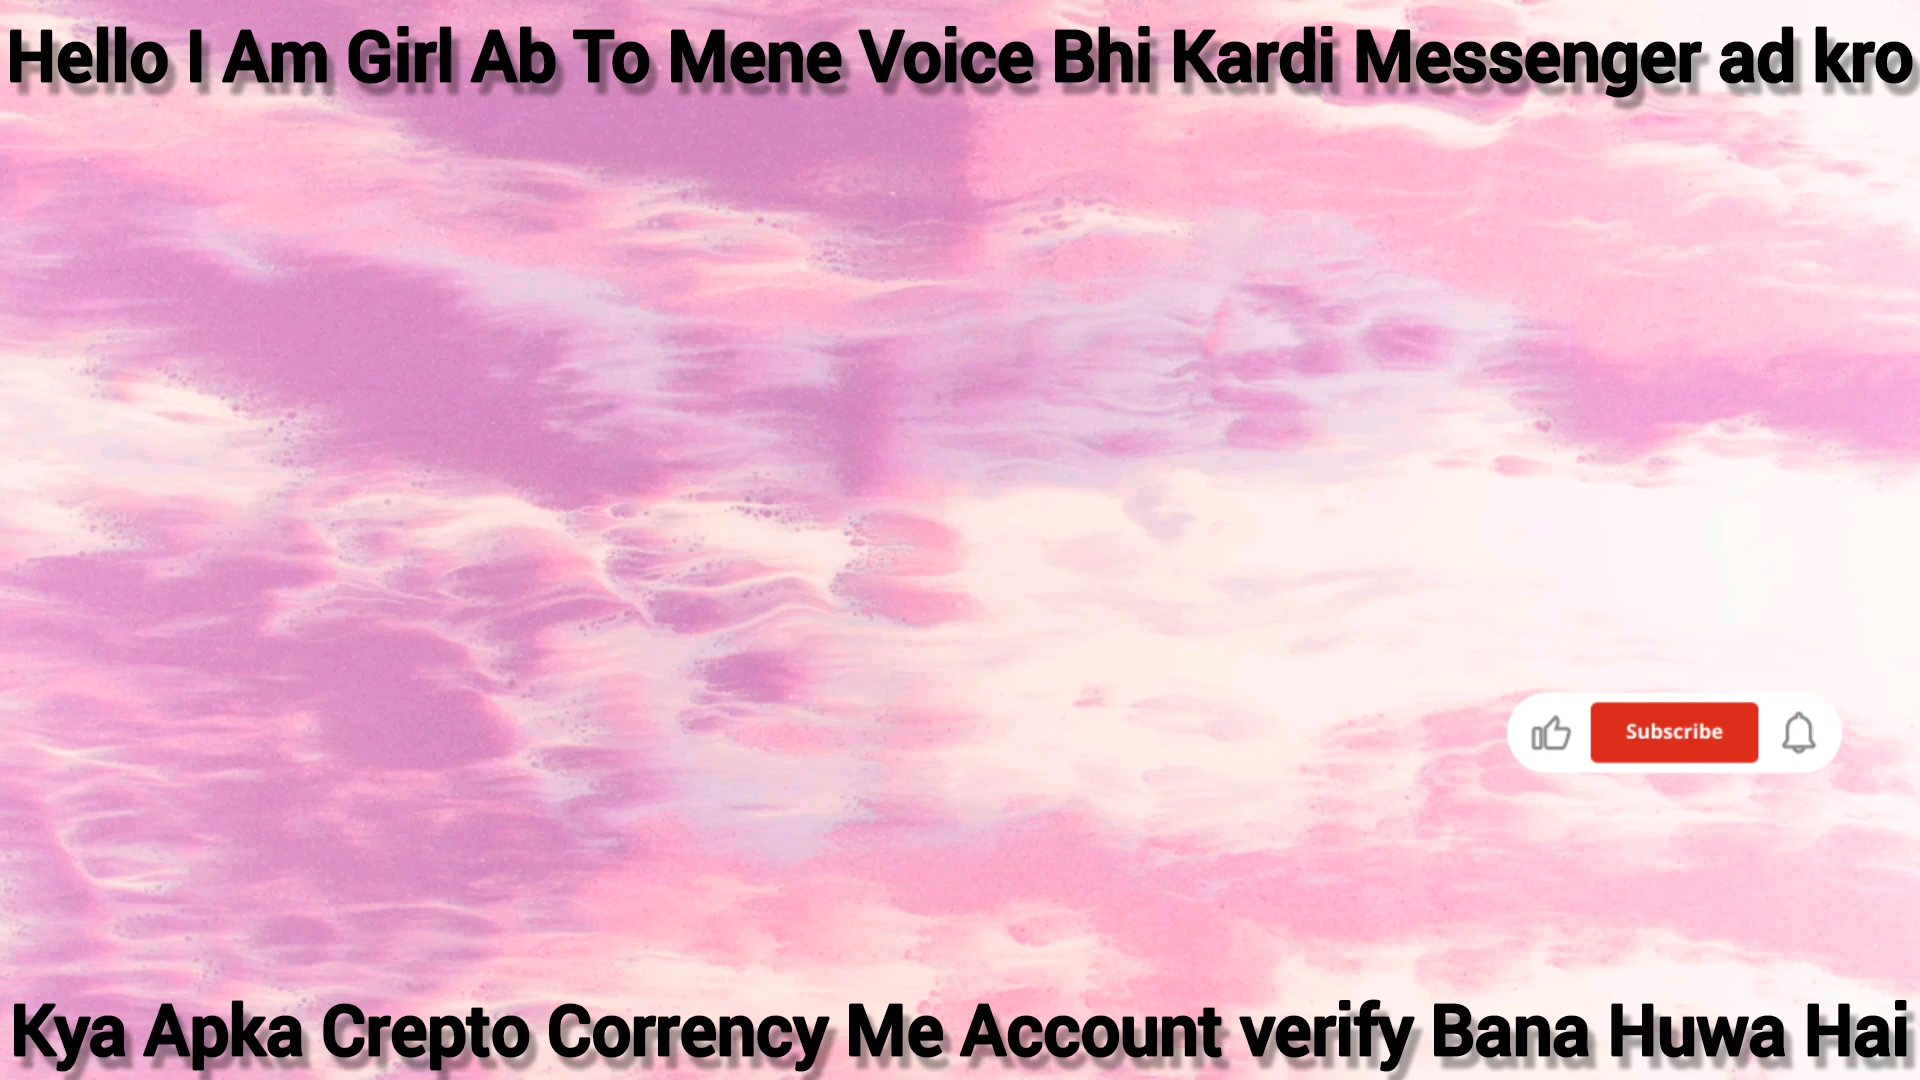 Hello I Am Girl Ab To Mene Voice Bhi Kardi Messenger ad kro
Subscribe
Kya Apka Crepto Corrency Me Account verify Bana Huwa Hai